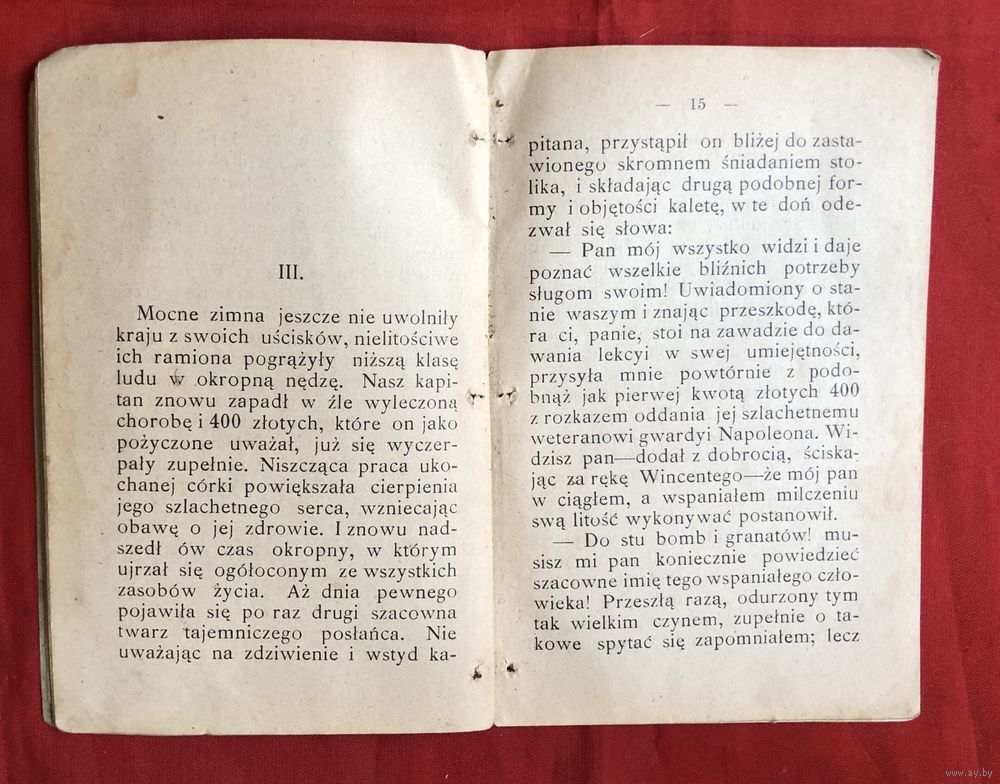 III.
Mocne zimna jeszcze nie uwolniły
kraju z swoich uścisków, nielitościwe
ich ramiona pogrążyły niższą klasę
ludu w okropną nędzę. Nasz kapi-
tan znowu zapadł w źle wyleczoną
chorobę i 400 złotych, które on jako
pożyczone uważał, już się wyczer-
pały zupełnie. Niszcząca praca uko-
chanej córki powiększała cierpienia
jego szlachetnego serca, wzniecając
obawę o jej zdrowie. I znowu nad-
szedł ów czas okropny, w którym
ujrzał się ogółoconym ze wszystkich
zasobów życia. Aż dnia pewnego
pojawiła się po raz drugi szacowna
twarz tajemniczego posłańca. Nie
uważając na zdziwienie i wstyd ka-
— 15 —
pitana, przystąpił on bliżej do zasta-
wionego skromnem śniadaniem sto-
lika, i składając drugą podobnej for-
my i objętości kaletę, w te doń ode-
zwał się słowa:
— Pan mój wszystko widzi i daje
poznać wszelkie bliźnich potrzeby
sługom swoim! Uwiadomiony o sta-
nie waszym i znając przeszkodę, któ-
ra ci, panie, stoi na zawadzie do da-
wania lekcyi w swej umiejętności,
przysyła mnie powtórnie z podo-
bnąż jak pierwej kwotą złotych 400
z rozkazem oddania jej szlachetnemu
weteranowi gwardyi Napoleona. Wi-
dzisz pan—dodał z dobrocią, ściska-
jąc za rękę Wincentego—że mój pan
w ciągłem, a wspaniałem milczeniu
swą litość wykonywać postanowił.
— Do stu bomb i granatów! mu-
sisz mi pan koniecznie powiedzieć
szacowne imię tego wspaniałego czło-
wieka! Przeszłą razą, odurzony tym
tak wielkim czynem, zupełnie o ta-
kowe spytać się zapomniałem; lecz
www.ay.by